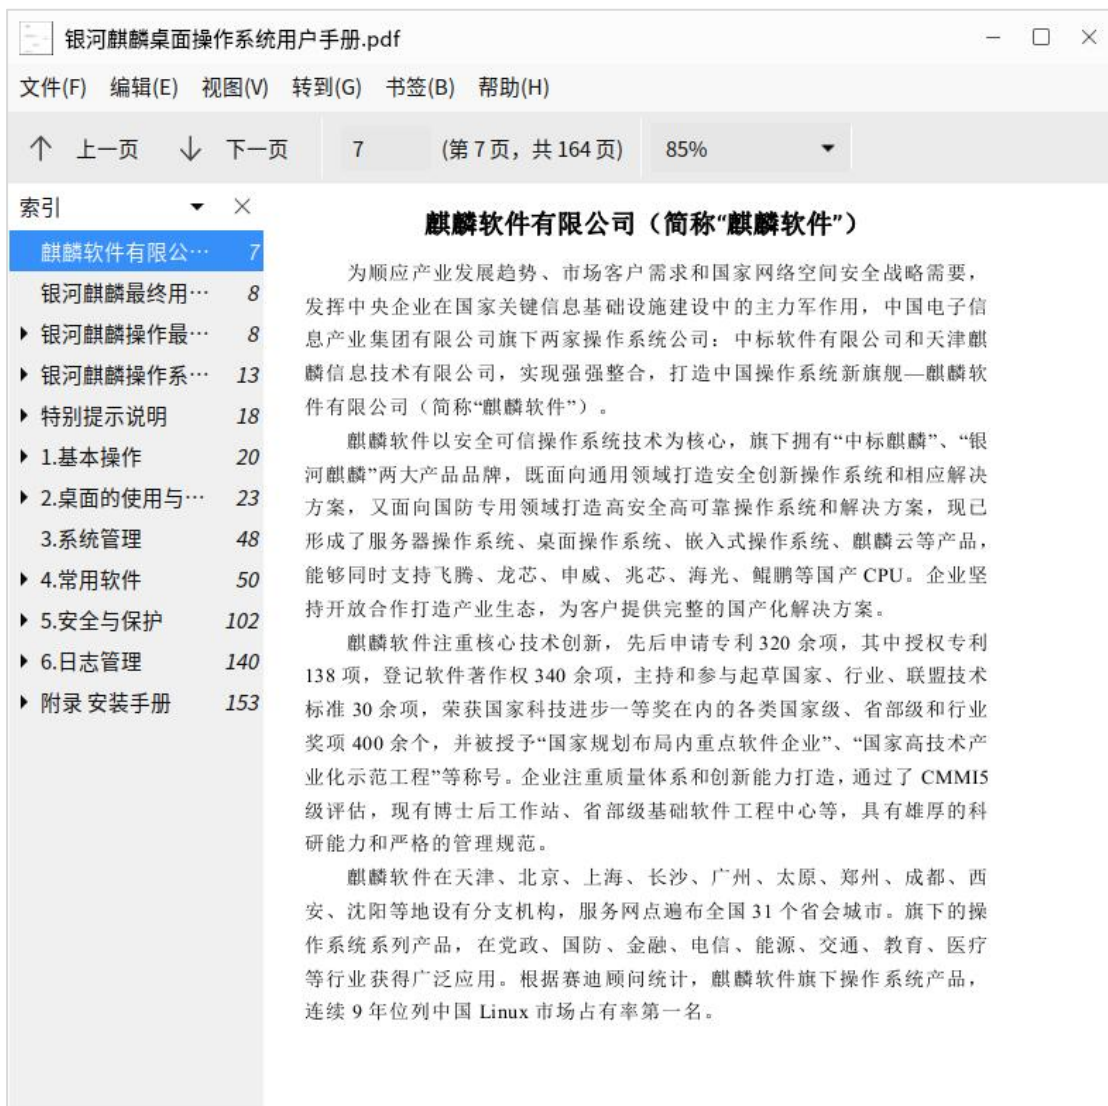 银河麒麟桌面操作系统用户手册.pdf
文件(F) 编辑(E) 视图(V) 转到(G) 书签(B) 帮助(H)
上一页 下一页 7 (第 7 页，共 164 页) 85%
索引
麒麟软件有限公… 7
银河麒麟最终用… 8
银河麒麟操作最… 8
银河麒麟操作系… 13
特别提示说明 18
1.基本操作 20
2.桌面的使用与… 23
3.系统管理 48
4.常用软件 50
5.安全与保护 102
6.日志管理 140
附录 安装手册 153
麒麟软件有限公司（简称“麒麟软件”）
为顺应产业发展趋势、市场客户需求和国家网络空间安全战略需要，
发挥中央企业在国家关键信息基础设施建设中的主力军作用，中国电子信
息产业集团有限公司旗下两家操作系统公司：中标软件有限公司和天津麒
麟信息技术有限公司，实现强强整合，打造中国操作系统新旗舰—麒麟软
件有限公司（简称“麒麟软件”）。
麒麟软件以安全可信操作系统技术为核心，旗下拥有“中标麒麟”、“银
河麒麟”两大产品品牌，既面向通用领域打造安全创新操作系统和相应解决
方案，又面向国防专用领域打造高安全高可靠操作系统和解决方案，现已
形成了服务器操作系统、桌面操作系统、嵌入式操作系统、麒麟云等产品，
能够同时支持飞腾、龙芯、申威、兆芯、海光、鲲鹏等国产 CPU。企业坚
持开放合作打造产业生态，为客户提供完整的国产化解决方案。
麒麟软件注重核心技术创新，先后申请专利 320 余项，其中授权专利
138 项，登记软件著作权 340 余项，主持和参与起草国家、行业、联盟技术
标准 30 余项，荣获国家科技进步一等奖在内的各类国家级、省部级和行业
奖项 400 余个，并被授予“国家规划布局内重点软件企业”、“国家高技术产
业化示范工程”等称号。企业注重质量体系和创新能力打造，通过了 CMMI5
级评估，现有博士后工作站、省部级基础软件工程中心等，具有雄厚的科
研能力和严格的管理规范。
麒麟软件在天津、北京、上海、长沙、广州、太原、郑州、成都、西
安、沈阳等地设有分支机构，服务网点遍布全国 31 个省会城市。旗下的操
作系统系列产品，在党政、国防、金融、电信、能源、交通、教育、医疗
等行业获得广泛应用。根据赛迪顾问统计，麒麟软件旗下操作系统产品，
连续 9 年位列中国 Linux 市场占有率第一名。